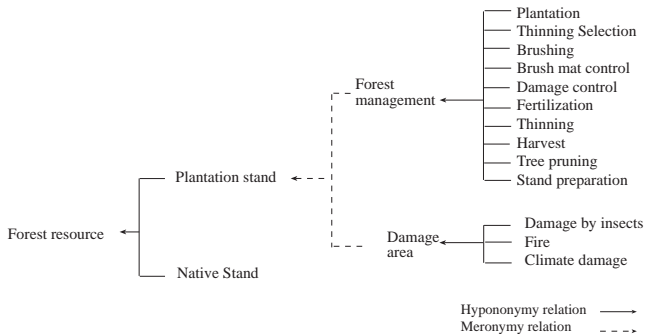 Plantation
Thinning Selection
Brushing
Brush mat control
Damage control
Fertilization
Thinning
Harvest
Tree pruning
Stand preparation
Forest
management
Plantation stand
Forest resource
Native Stand
Damage
area
Damage by insects
Fire
Climate damage
Hypononymy relation
Meronymy relation